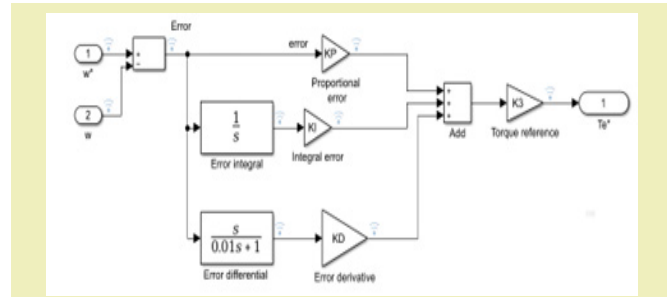 Error
1
w*
+
-
2
w
error
KP
Proportional
error
1
s
Error integral
KI
Integral error
s
0.01s + 1
Error differential
KD
Error derivative
+
+
+
Add
K3
Torque reference
1
Te*